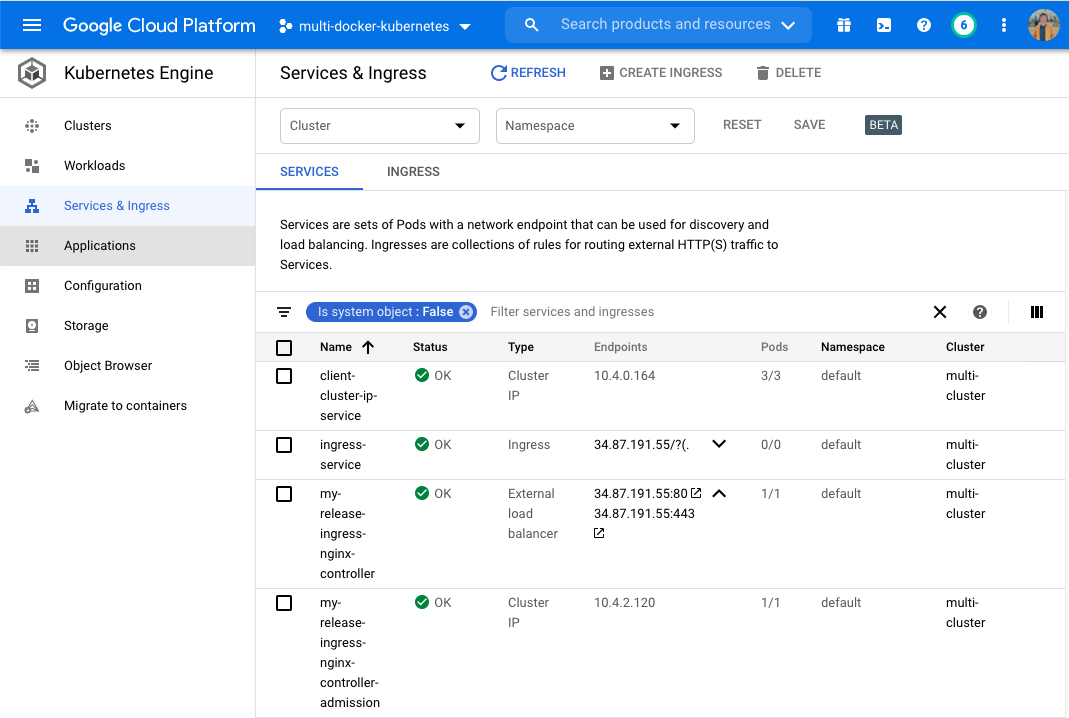 Google Cloud Platform
multi-docker-kubernetes
Search products and resources
6
Kubernetes Engine
Services & Ingress
REFRESH
CREATE INGRESS
DELETE
Clusters
Workloads
Services & Ingress
Applications
Configuration
Storage
Object Browser
Migrate to containers
Cluster
Namespace
RESET
SAVE
BETA
SERVICES
INGRESS
Services are sets of Pods with a network endpoint that can be used for discovery and
load balancing. Ingresses are collections of rules for routing external HTTP(S) traffic to
Services.
Is system object : False
Filter services and ingresses
Name Status Type Endpoints Pods Namespace Cluster
client- OK Cluster 10.4.0.164 3/3 default multi-
cluster-ip- IP cluster
service
ingress- OK Ingress 34.87.191.55/?(. 0/0 default multi-
service cluster
my- OK External 34.87.191.55:80 1/1 default multi-
release- load 34.87.191.55:443 cluster
ingress- balancer
nginx-
controller
my- OK Cluster 10.4.2.120 1/1 default multi-
release- IP cluster
ingress-
nginx-
controller-
admission